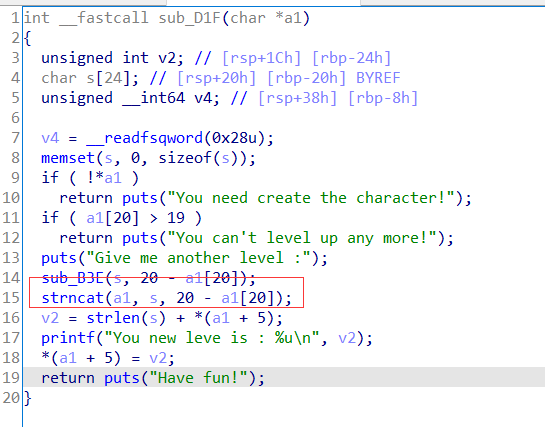 1 int __fastcall sub_D1F(char *a1)
2 {
3 unsigned int v2; // [rsp+1Ch] [rbp-24h]
4 char s[24]; // [rsp+20h] [rbp-20h] BYREF
5 unsigned __int64 v4; // [rsp+38h] [rbp-8h]
6
7 v4 = __readfsqword(0x28u);
8 memset(s, 0, sizeof(s));
9 if ( !*a1 )
10 return puts("You need create the character!");
11 if ( a1[20] > 19 )
12 return puts("You can't level up any more!");
13 puts("Give me another level :");
14 sub_B3E(s, 20 - a1[20]);
15 strncat(a1, s, 20 - a1[20]);
16 v2 = strlen(s) + *(a1 + 5);
17 printf("You new leve is : %u\n", v2);
18 *(a1 + 5) = v2;
19 return puts("Have fun!");
20 }